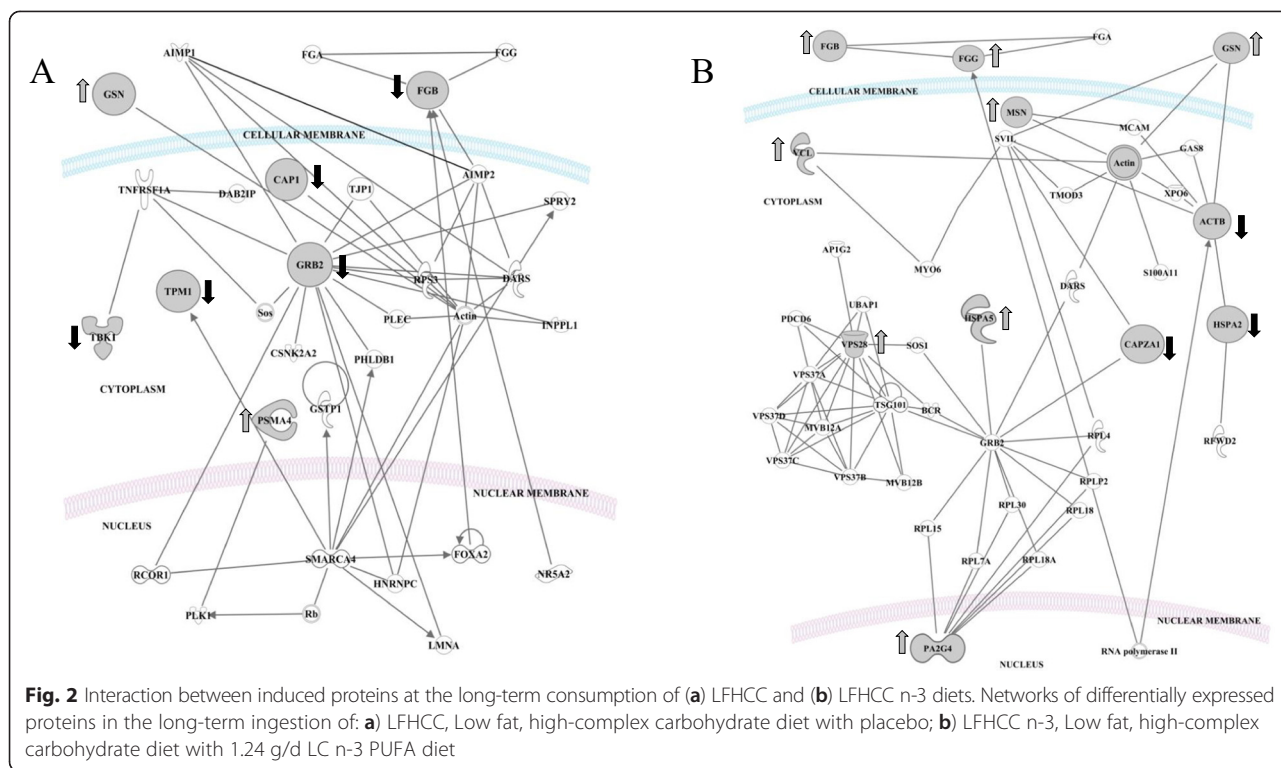 A
AIMP1
FGA
FGG
GSN
FGB
CELLULAR MEMBRANE
CAP1
AIMP2
TNFRSF1A
DAB2IP
TJP1
SPRY2
GRB2
RPS3
DARS
TPM1
Sos
PLEC
Actin
INPPL1
TBK1
CSNK2A2
PHLDB1
CYTOPLASM
GSTP1
PSMA4
NUCLEAR MEMBRANE
NUCLEUS
SMARCA4
FOXA2
RCOR1
HNRNPC
NR5A2
PLK1
Rb
LMNA
B
FGB
FGG
FGA
GSN
CELLULAR MEMBRANE
MSN
SVIL
MCAM
VCL
Actin
GAS8
CYTOPLASM
TMOD3
XPO6
ACTB
AP1G2
MYO6
S100A11
DARS
UBAP1
PDCD6
HSPA5
VPS28
SOS1
CAPZA1
HSPA2
VPS37A
TSG101
BCR
VPS37D
MVB12A
GRB2
RPL4
RFWD2
VPS37C
VPS37B
MVB12B
RPLP2
RPL30
RPL18
RPL15
RPL7A
RPL18A
NUCLEAR MEMBRANE
PA2G4
RNA polymerase II
NUCLEUS
Fig. 2 Interaction between induced proteins at the long-term consumption of (a) LFHCC and (b) LFHCC n-3 diets. Networks of differentially expressed
proteins in the long-term ingestion of: a) LFHCC, Low fat, high-complex carbohydrate diet with placebo; b) LFHCC n-3, Low fat, high-complex
carbohydrate diet with 1.24 g/d LC n-3 PUFA diet